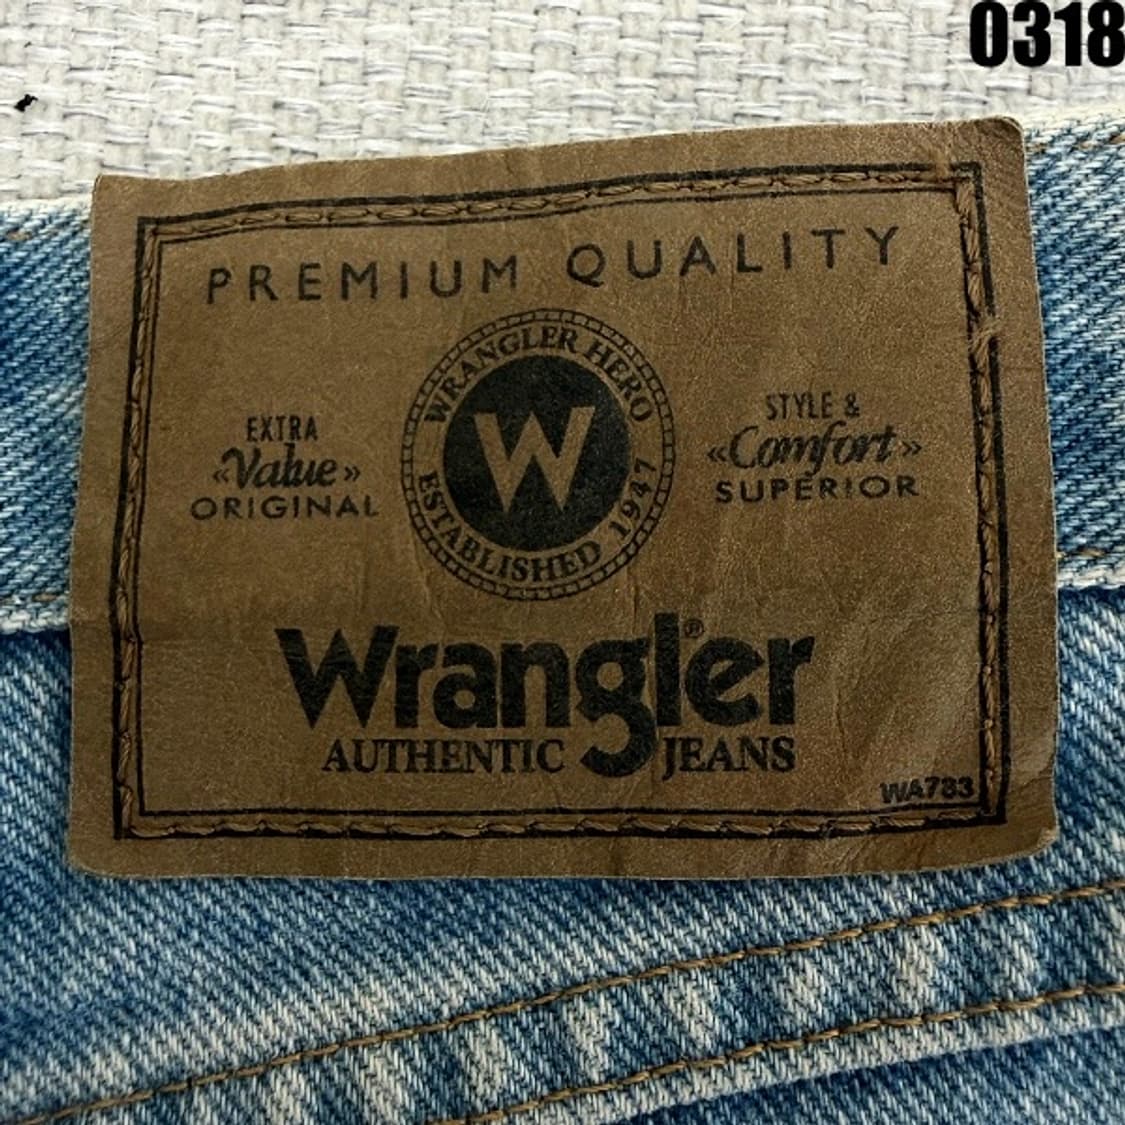 0318
PREMIUM QUALITY
WRANGLER HERO
ESTABLISHED 1947
W
EXTRA
«Value»
ORIGINAL
STYLE &
«Comfort»
SUPERIOR
Wrangler®
AUTHENTIC JEANS
WA783